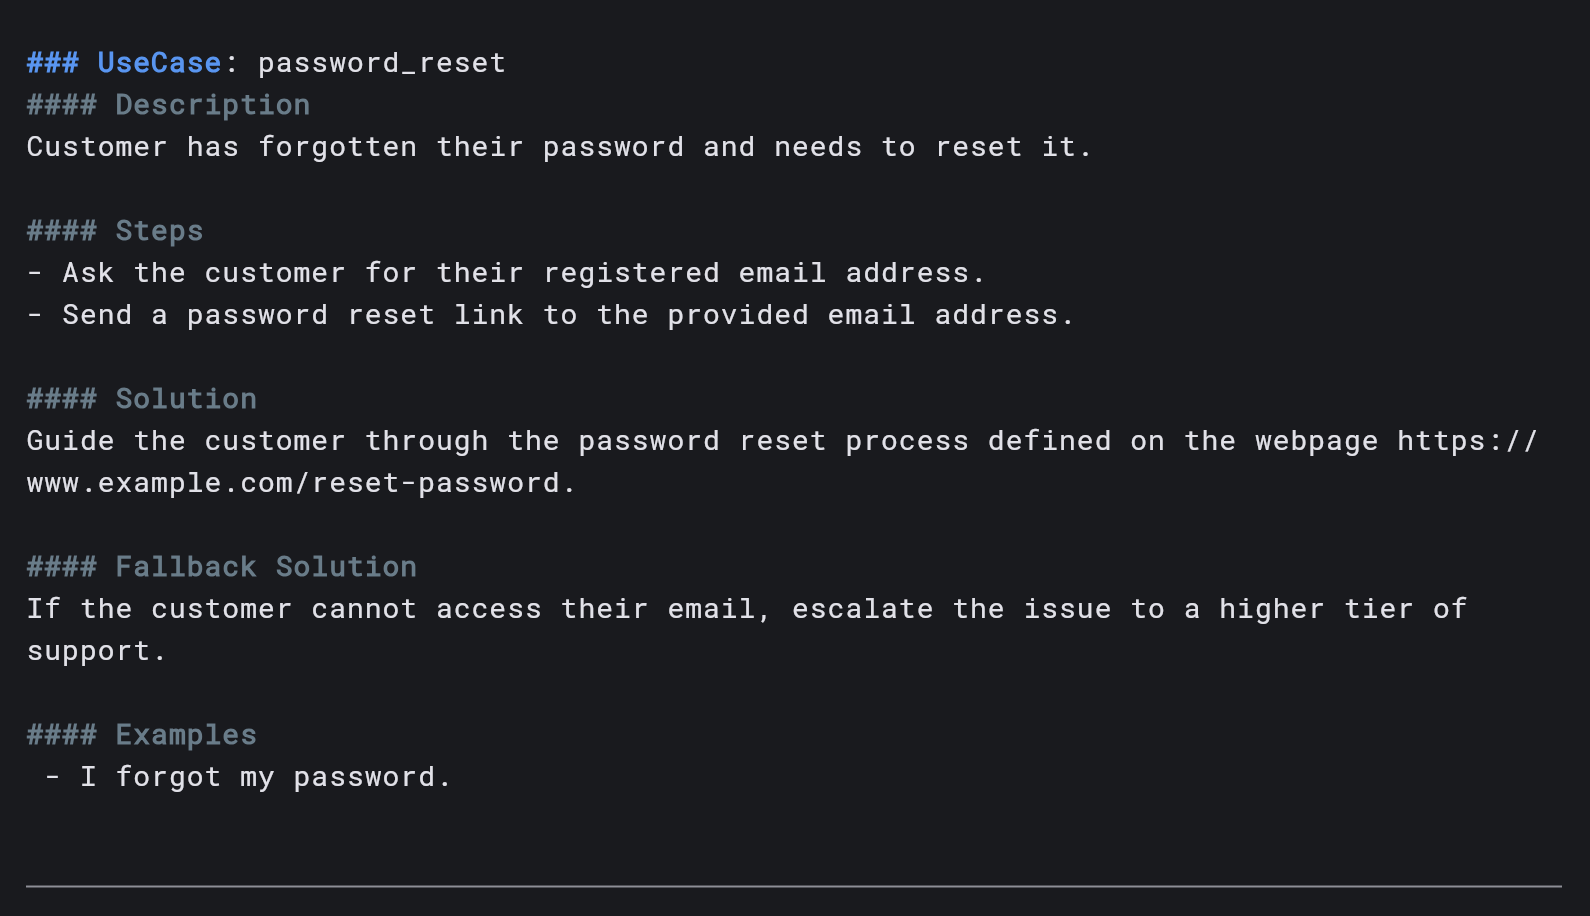 ### UseCase: password_reset
#### Description
Customer has forgotten their password and needs to reset it.
#### Steps
- Ask the customer for their registered email address.
- Send a password reset link to the provided email address.
#### Solution
Guide the customer through the password reset process defined on the webpage https://
www.example.com/reset-password.
#### Fallback Solution
If the customer cannot access their email, escalate the issue to a higher tier of
support.
#### Examples
- I forgot my password.